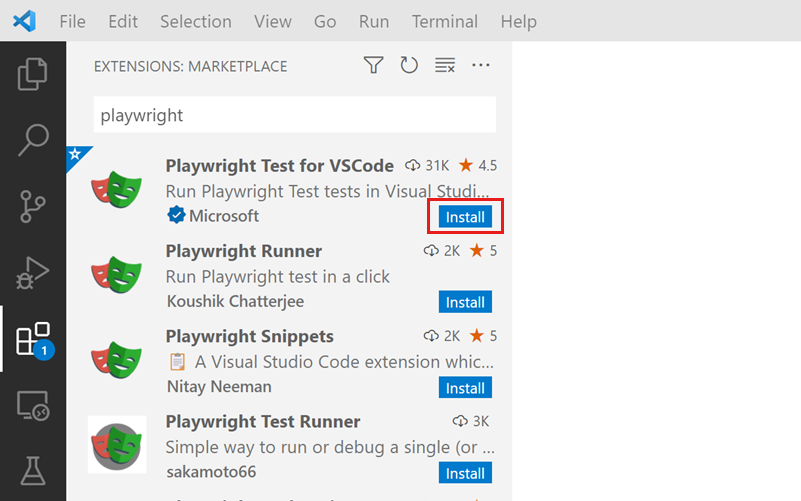 File Edit Selection View Go Run Terminal Help
EXTENSIONS: MARKETPLACE
playwright
Playwright Test for VSCode 31K 4.5
Run Playwright Test tests in Visual Studi...
Microsoft Install
Playwright Runner 2K 5
Run Playwright test in a click
Koushik Chatterjee Install
Playwright Snippets 2K 5
A Visual Studio Code extension whic...
Nitay Neeman Install
1
Playwright Test Runner 3K
Simple way to run or debug a single (or ...
sakamoto66 Install